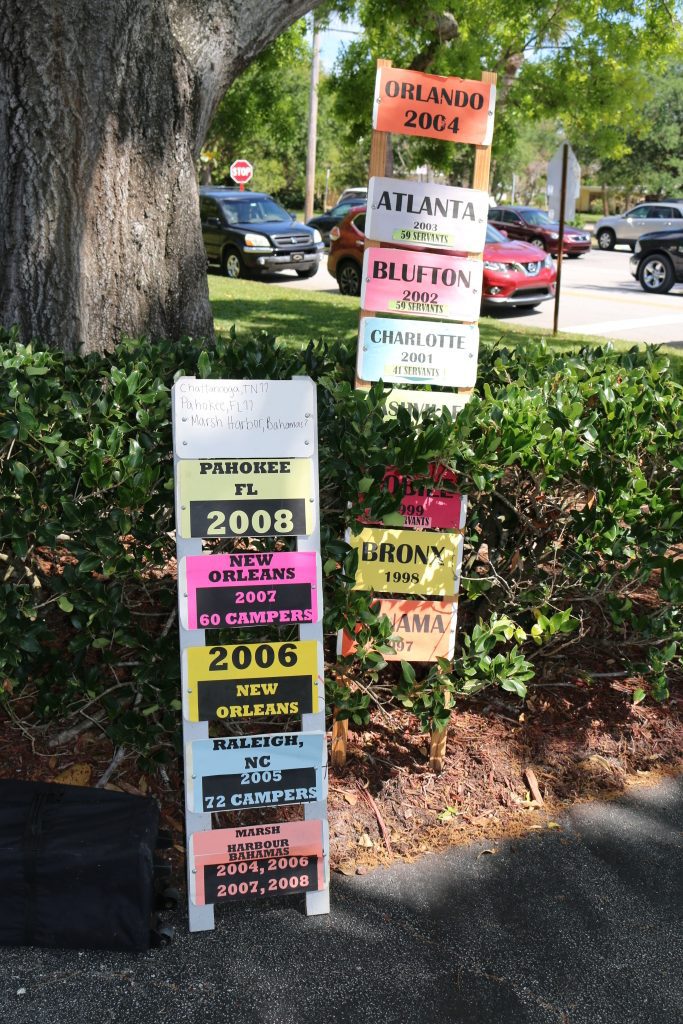 STOP
ORLANDO
2004
ATLANTA
2003
59 SERVANTS
BLUFTON
2002
59 SERVANTS
CHARLOTTE
2001
41 SERVANTS
1998
BRONX
Chattanooga, TN??
Pahokee, FL??
Marsh Harbor, Bahamas?
PAHOKEE
FL
2008
NEW
ORLEANS
2007
60 CAMPERS
2006
NEW
ORLEANS
RALEIGH,
NC
2005
72 CAMPERS
MARSH
HARBOUR
BAHAMAS
2004, 2006
2007, 2008